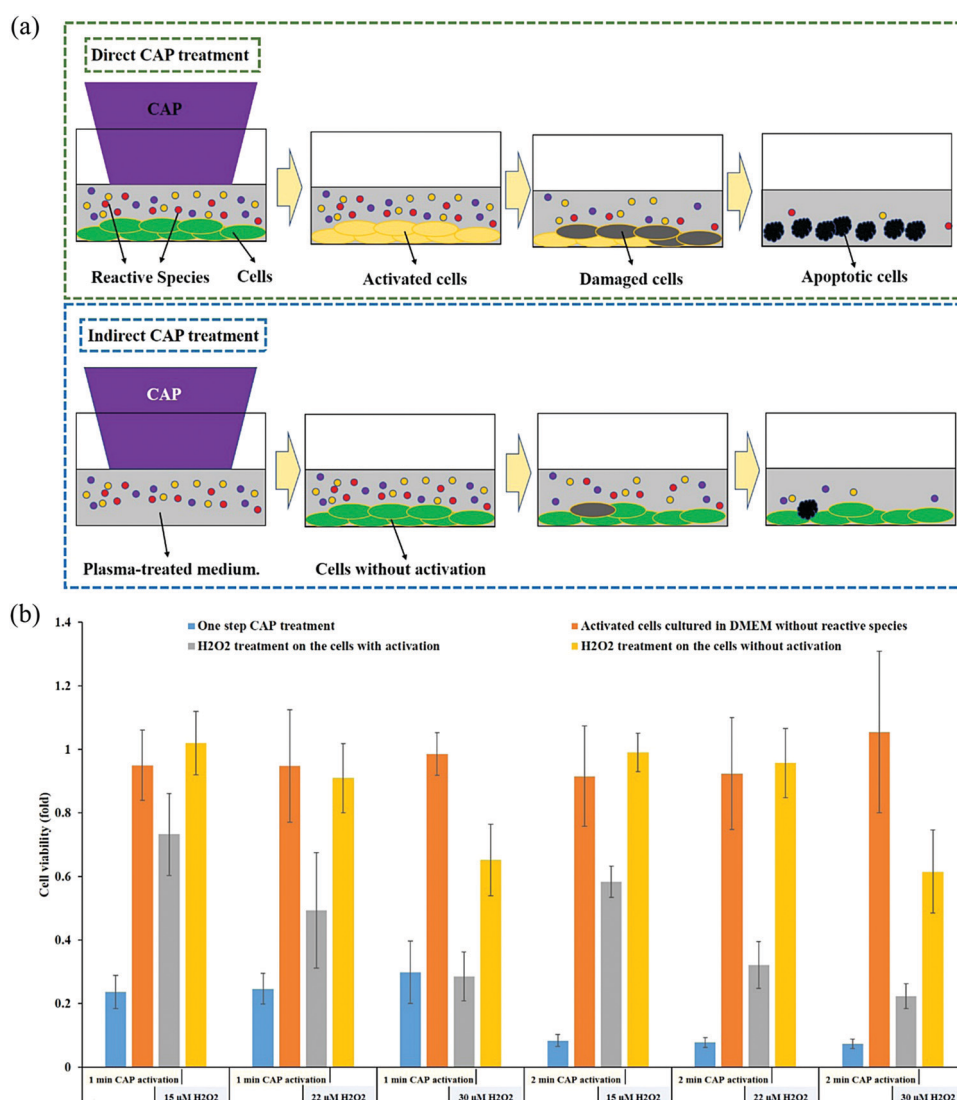 (a)
Direct CAP treatment
CAP
Reactive Species
Cells
Activated cells
Damaged cells
Apoptotic cells
Indirect CAP treatment
CAP
Plasma-treated medium.
Cells without activation
(b)
1.4
1.2
1
0.8
0.6
0.4
0.2
0
Cell viability (fold)
One step CAP treatment
Activated cells cultured in DMEM without reactive species
H2O2 treatment on the cells with activation
H2O2 treatment on the cells without activation
1 min CAP activation
15 μM H2O2
1 min CAP activation
22 μM H2O2
1 min CAP activation
30 μM H2O2
2 min CAP activation
15 μM H2O2
2 min CAP activation
22 μM H2O2
2 min CAP activation
30 μM H2O2